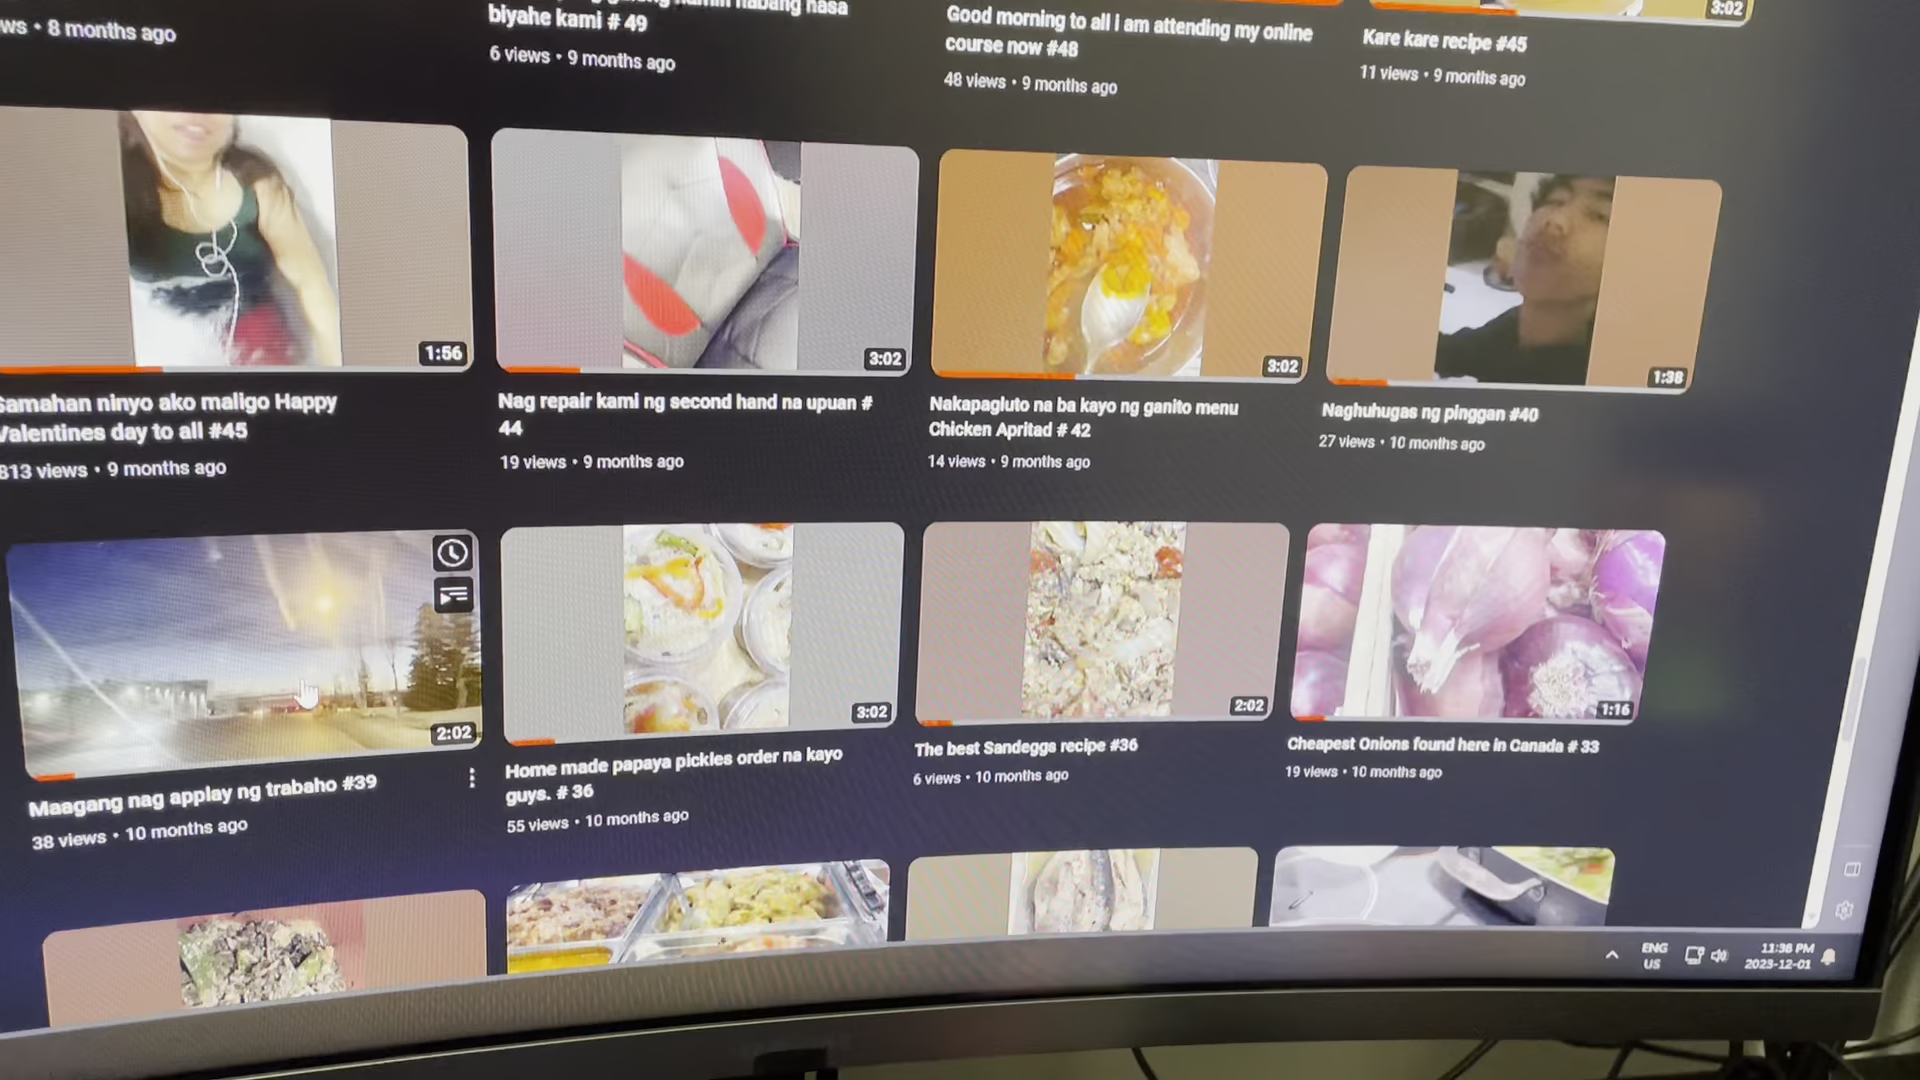 8 months ago
biyahe kami # 49
6 views • 9 months ago
Good morning to all i am attending my online
course now #48
48 views • 9 months ago
3:02
Kare kare recipe #45
11 views • 9 months ago
1:56
Samahan ninyo ako maligo Happy
Valentines day to all #45
813 views • 9 months ago
3:02
Nag repair kami ng second hand na upuan #
44
19 views • 9 months ago
3:02
Nakapagluto na ba kayo ng ganito menu
Chicken Apritad # 42
14 views • 9 months ago
1:38
Naghuhugas ng pinggan #40
27 views • 10 months ago
2:02
Maagang nag applay ng trabaho #39
38 views • 10 months ago
3:02
Home made papaya pickles order na kayo
guys. # 36
55 views • 10 months ago
2:02
The best Sandeggs recipe #36
6 views • 10 months ago
1:16
Cheapest Onions found here in Canada # 33
19 views • 10 months ago
ENG
US
11:36 PM
2023-12-01